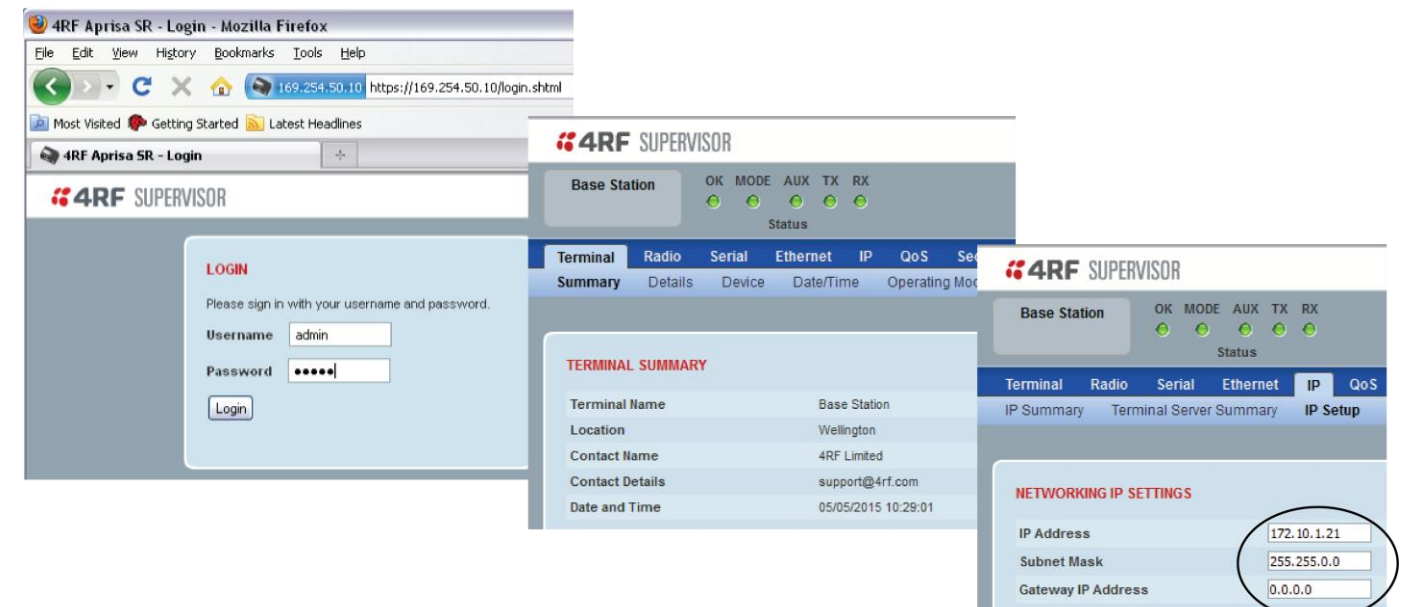 4RF Aprisa SR - Login - Mozilla Firefox
File Edit View History Bookmarks Tools Help
169.254.50.10 https://169.254.50.10/login.shtml
Most Visited Getting Started Latest Headlines
4RF Aprisa SR - Login
4RF SUPERVISOR
LOGIN
Please sign in with your username and password.
Username admin
Password •••••
Login
4RF SUPERVISOR
Base Station OK MODE AUX TX RX
Status
Terminal Radio Serial Ethernet IP QoS Sec
Summary Details Device Date/Time Operating Mod
TERMINAL SUMMARY
Terminal Name Base Station
Location Wellington
Contact Name 4RF Limited
Contact Details support@4rf.com
Date and Time 05/05/2015 10:29:01
4RF SUPERVISOR
Base Station OK MODE AUX TX RX
Status
Terminal Radio Serial Ethernet IP QoS
IP Summary Terminal Server Summary IP Setup
NETWORKING IP SETTINGS
IP Address 172.10.1.21
Subnet Mask 255.255.0.0
Gateway IP Address 0.0.0.0